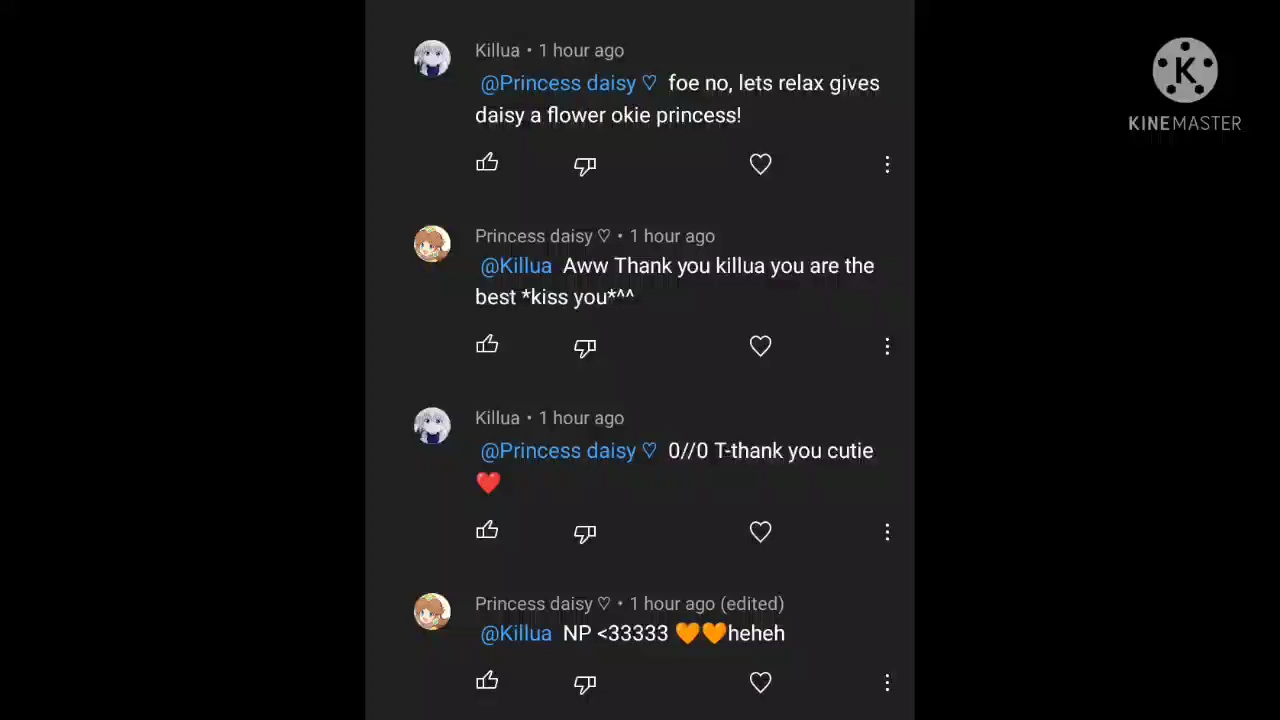 Killua • 1 hour ago
@Princess daisy ♡ foe no, lets relax gives
daisy a flower okie princess!
Princess daisy ♡ • 1 hour ago
@Killua Aww Thank you killua you are the
best *kiss you*^^
Killua • 1 hour ago
@Princess daisy ♡ 0//0 T-thank you cutie
❤️
Princess daisy ♡ • 1 hour ago (edited)
@Killua NP <33333 🧡🧡heheh
K
KINEMASTER